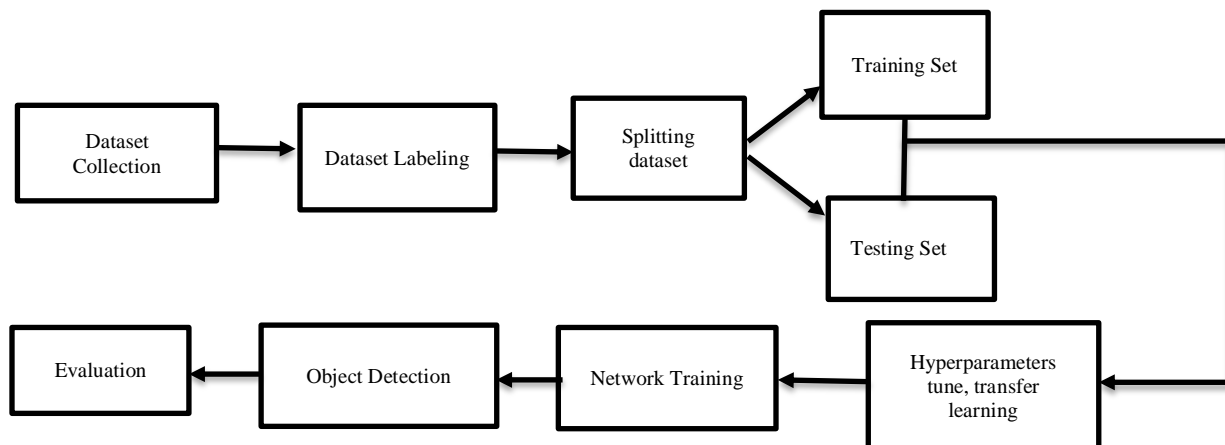 Dataset
Collection
Dataset Labeling
Splitting
dataset
Training Set
Testing Set
Hyperparameters
tune, transfer
learning
Network Training
Object Detection
Evaluation